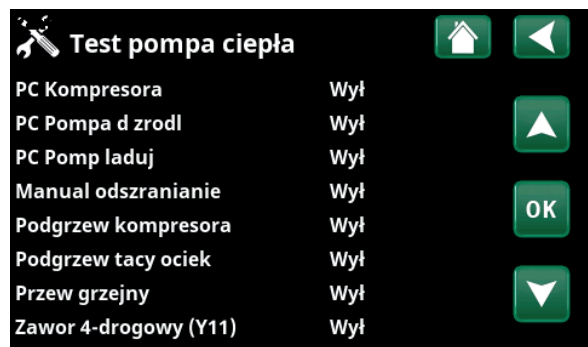 Test pompa ciepła
PC Kompresora Wył
PC Pompa d zrodl Wył
PC Pomp laduj Wył
Manual odszranianie Wył
OK
Podgrzew kompresora Wył
Podgrzew tacy ociek Wył
Przew grzejny Wył
Zawor 4-drogowy (Y11) Wył